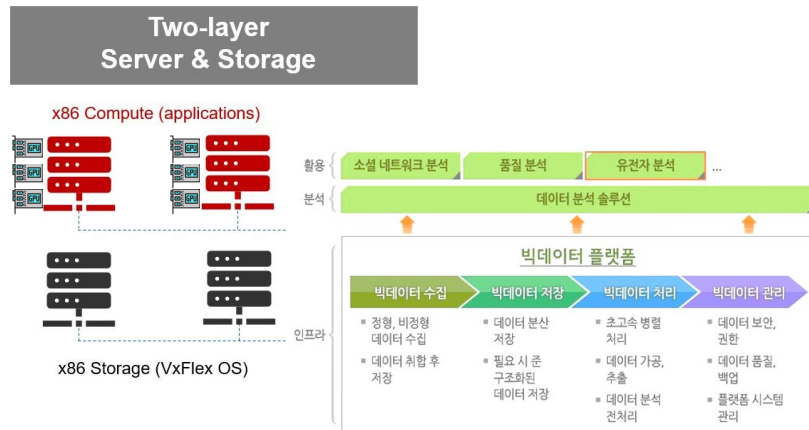 Two-layer
Server & Storage
x86 Compute (applications)
GPU
GPU
GPU
GPU
GPU
GPU
x86 Storage (VxFlex OS)
활용
소셜 네트워크 분석
품질 분석
유전자 분석
...
분석
데이터 분석 솔루션
인프라
빅데이터 플랫폼
빅데이터 수집
빅데이터 저장
빅데이터 처리
빅데이터 관리
▪ 정형, 비정형
데이터 수집
▪ 데이터 취합 후
저장
▪ 데이터 분산
저장
▪ 필요 시 준
구조화된
데이터 저장
▪ 초고속 병렬
처리
▪ 데이터 가공,
추출
▪ 데이터 분석
전처리
▪ 데이터 보안,
권한
▪ 데이터 품질,
백업
▪ 플랫폼 시스템
관리